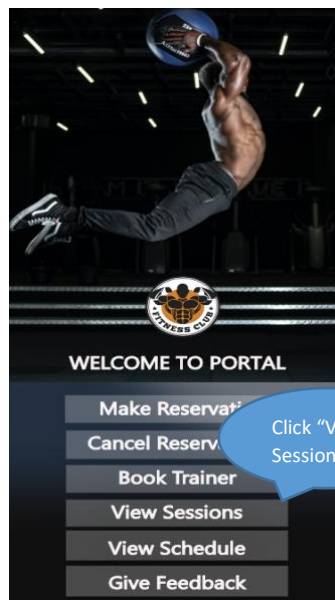 FITNESS CLUB
WELCOME TO PORTAL
Make Reservati
Cancel Reserv
Click "V
Session
Book Trainer
View Sessions
View Schedule
Give Feedback